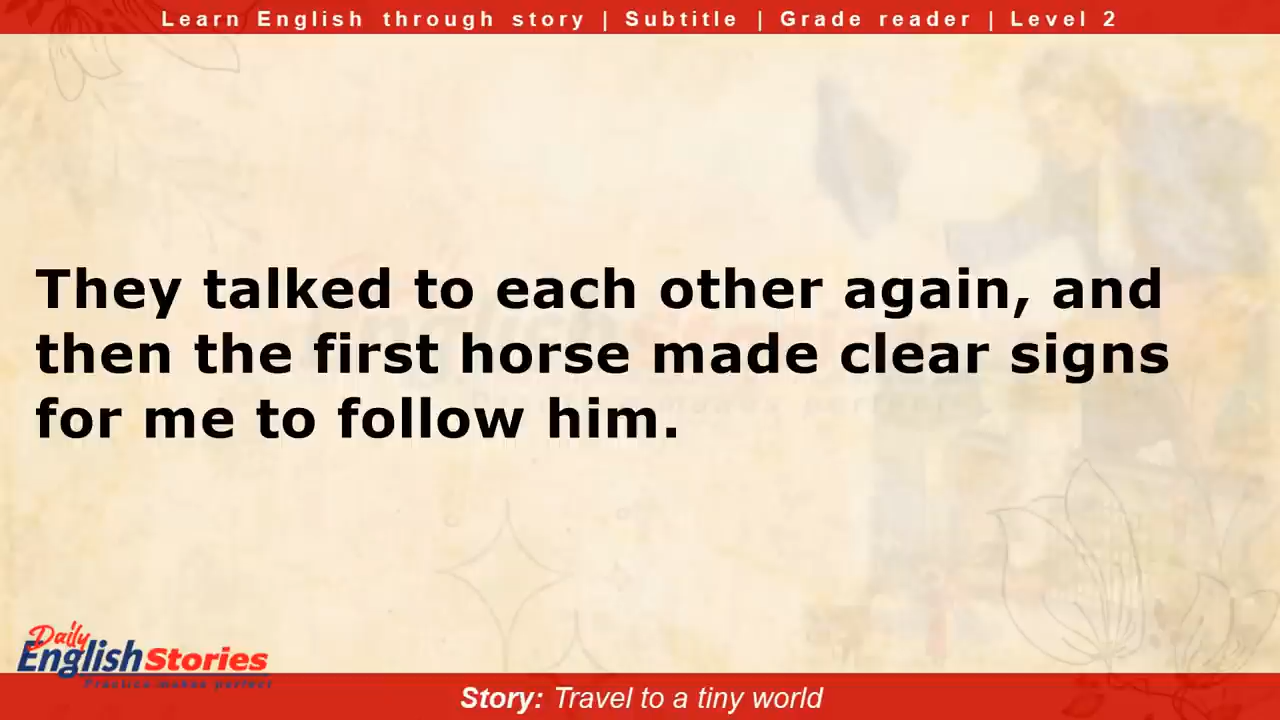 Learn English through story | Subtitle | Grade reader | Level 2
They talked to each other again, and
then the first horse made clear signs
for me to follow him.
Daily
English Stories
Practice makes perfect
Story: Travel to a tiny world